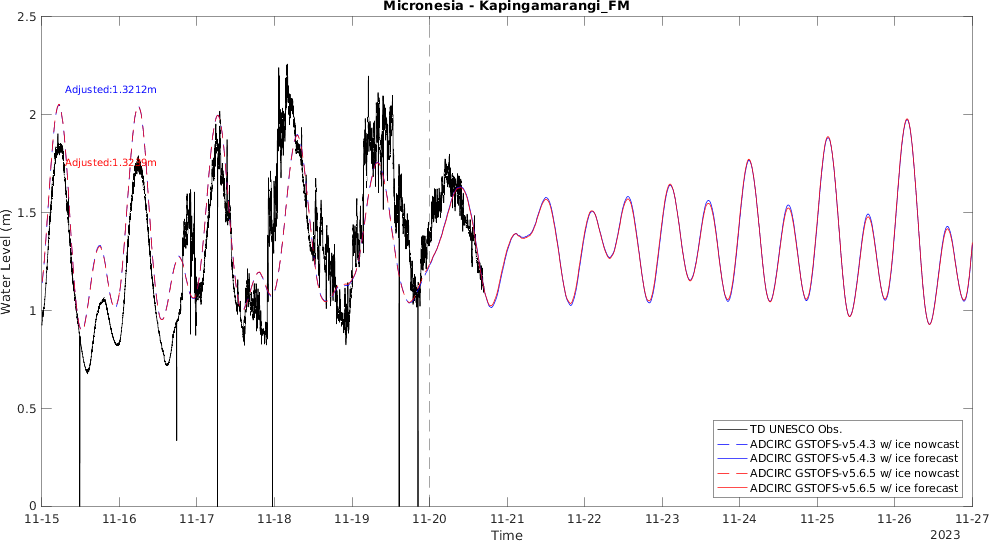 Micronesia - Kapingamarangi_FM
Water Level (m)
2.5
2
1.5
1
0.5
0
Adjusted:1.3212m
TD UNESCO Obs.
ADCIRC GSTOFS-v5.4.3 w/ ice nowcast
ADCIRC GSTOFS-v5.4.3 w/ ice forecast
ADCIRC GSTOFS-v5.6.5 w/ ice nowcast
ADCIRC GSTOFS-v5.6.5 w/ ice forecast
11-15 11-16 11-17 11-18 11-19 11-20 11-21 11-22 11-23 11-24 11-25 11-26 11-27
Time
2023